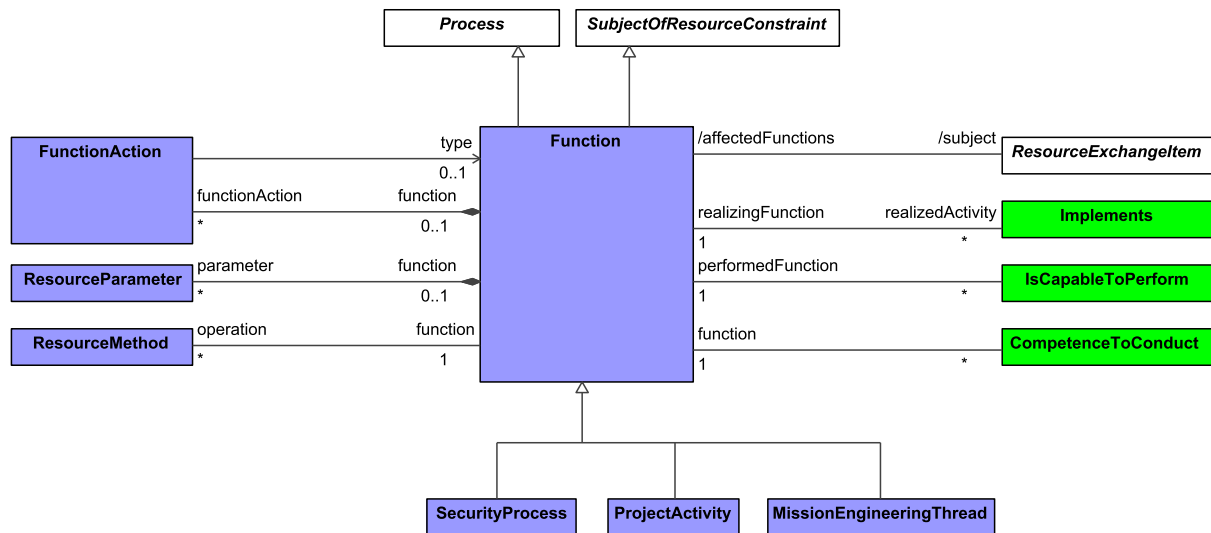 Process
SubjectOfResourceConstraint
FunctionAction
type
0..1
functionAction
function
*
0..1
Function
/affectedFunctions
/subject
ResourceExchangeItem
realizingFunction
realizedActivity
1
*
Implements
ResourceParameter
parameter
function
*
0..1
performedFunction
1
*
IsCapableToPerform
ResourceMethod
operation
function
*
1
function
1
*
CompetenceToConduct
SecurityProcess
ProjectActivity
MissionEngineeringThread